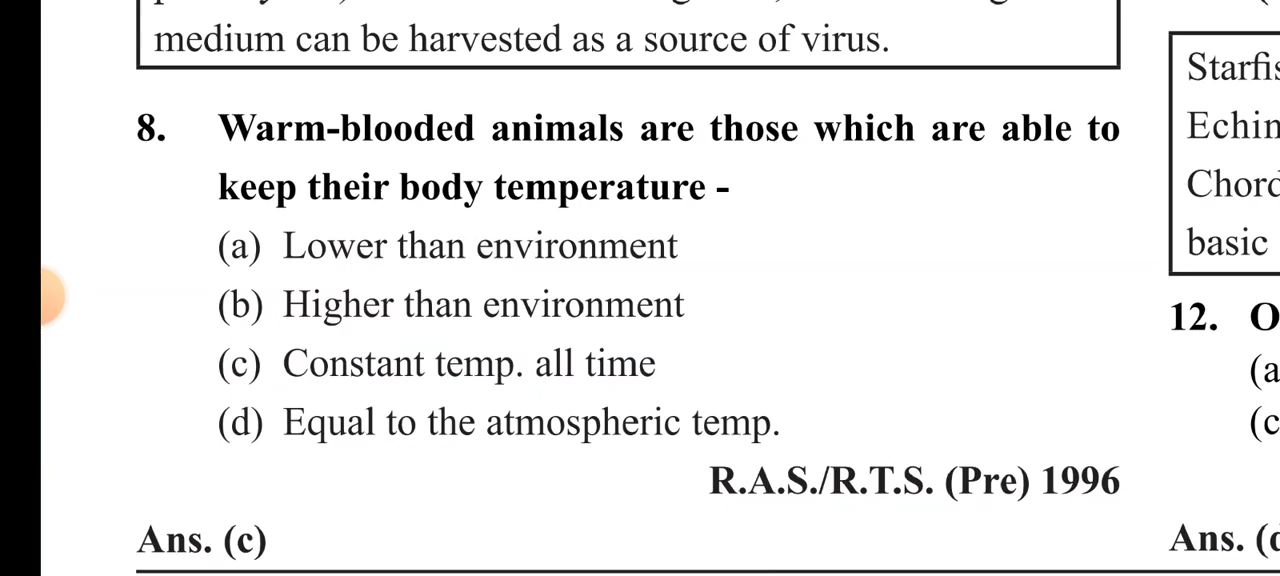 medium can be harvested as a source of virus.
8. Warm-blooded animals are those which are able to
keep their body temperature -
(a) Lower than environment
(b) Higher than environment
(c) Constant temp. all time
(d) Equal to the atmospheric temp.
R.A.S./R.T.S. (Pre) 1996
Ans. (c)
basic
12.
(a
(c
Ans.